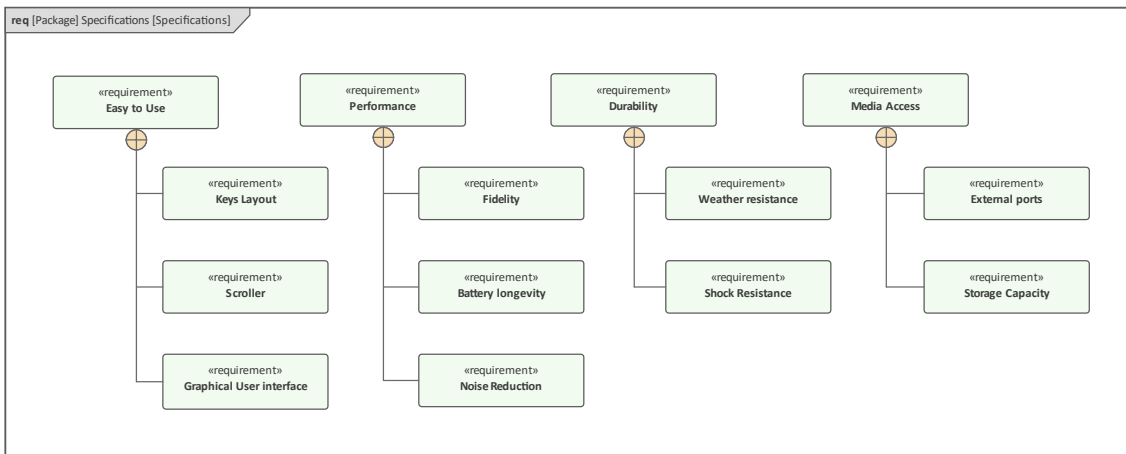 req [Package] Specifications [Specifications]
«requirement»
Easy to Use
«requirement»
Keys Layout
«requirement»
Scroller
«requirement»
Graphical User interface
«requirement»
Performance
«requirement»
Fidelity
«requirement»
Battery longevity
«requirement»
Noise Reduction
«requirement»
Durability
«requirement»
Weather resistance
«requirement»
Shock Resistance
«requirement»
Media Access
«requirement»
External ports
«requirement»
Storage Capacity